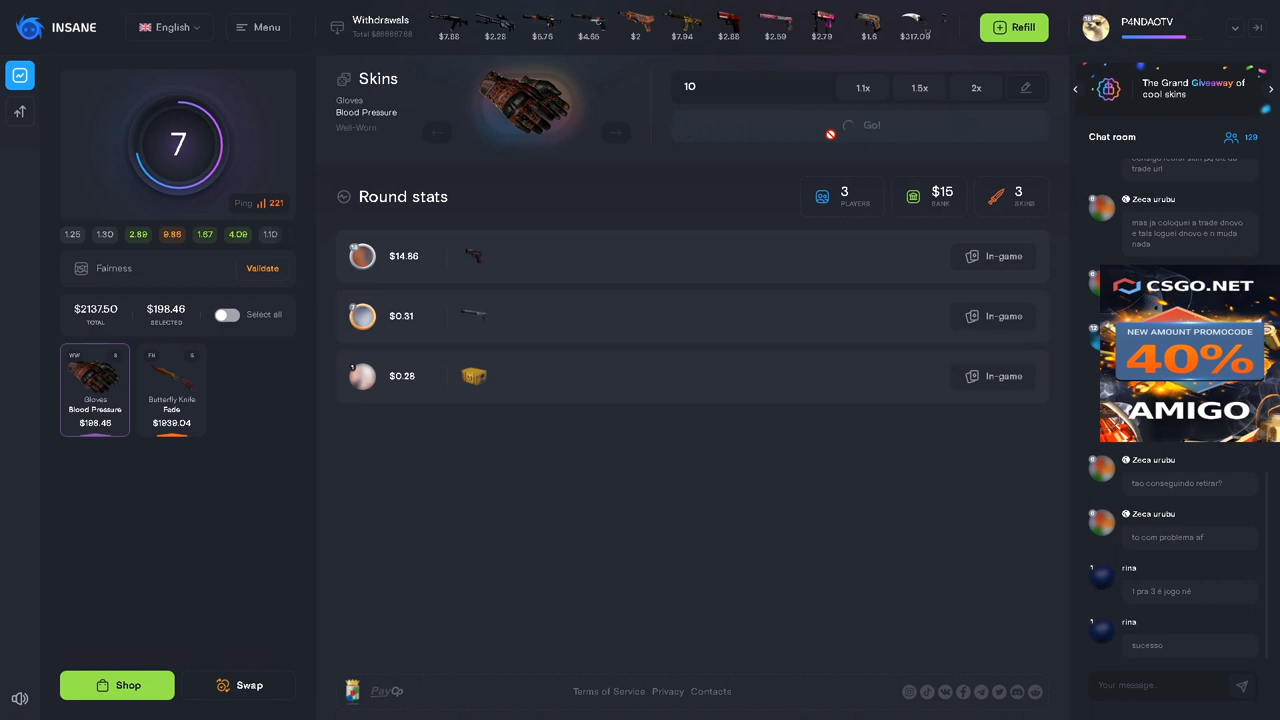 INSANE
English
Menu
Withdrawals
$7.88
$2.28
$5.76
$4.65
$2
$7.94
$2.88
$2.59
$2.79
$1.6
$317.09
Refill
P4NDAOTV
7
Ping 221
1.25
1.30
2.89
9.86
1.67
4.09
1.10
Fairness
Validate
$2137.50
TOTAL
$198.46
SELECTED
Select all
WW
S
Gloves
Blood Pressure
$198.46
FN
S
Butterfly Knife
Fade
$1939.04
Shop
Swap
Skins
Gloves
Blood Pressure
Well-Worn
10
1.1x
1.5x
2x
Go!
Round stats
3
PLAYERS
$15
BANK
3
SKINS
$14.86
In-game
$0.31
In-game
$0.28
In-game
PayOp
Terms of Service
Privacy
Contacts
The Grand Giveaway of
cool skins
Chat room
129
trade url
Zeca urubu
mas ja coloquei a trade dnovo
e tals loguei dnovo e n muda
nada
CSGO.NET
NEW AMOUNT PROMOCODE
40%
AMIGO
Zeca urubu
tao conseguindo retirar?
Zeca urubu
to com problema af
1
rina
1 pra 3 é jogo né
1
rina
sucesso
Your message..